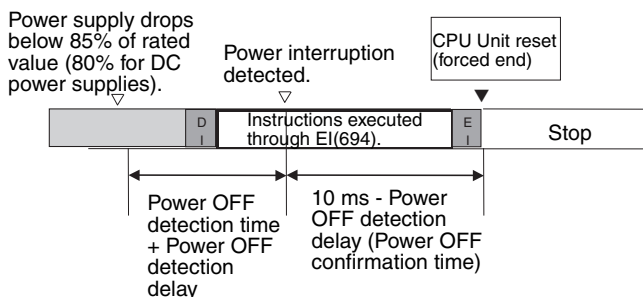 Power supply drops
below 85% of rated
value (80% for DC
power supplies).
Power interruption
detected.
CPU Unit reset
(forced end)
D
I
Instructions executed
through EI(694).
E
I
Stop
Power OFF
detection time
+ Power OFF
detection
delay
10 ms - Power
OFF detection
delay (Power OFF
confirmation time)